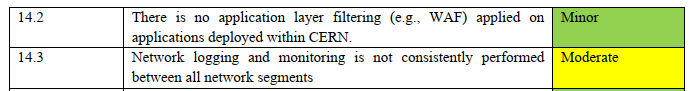 14.2 There is no application layer filtering (e.g., WAF) applied on Minor
applications deployed within CERN.
14.3 Network logging and monitoring is not consistently performed Moderate
between all network segments